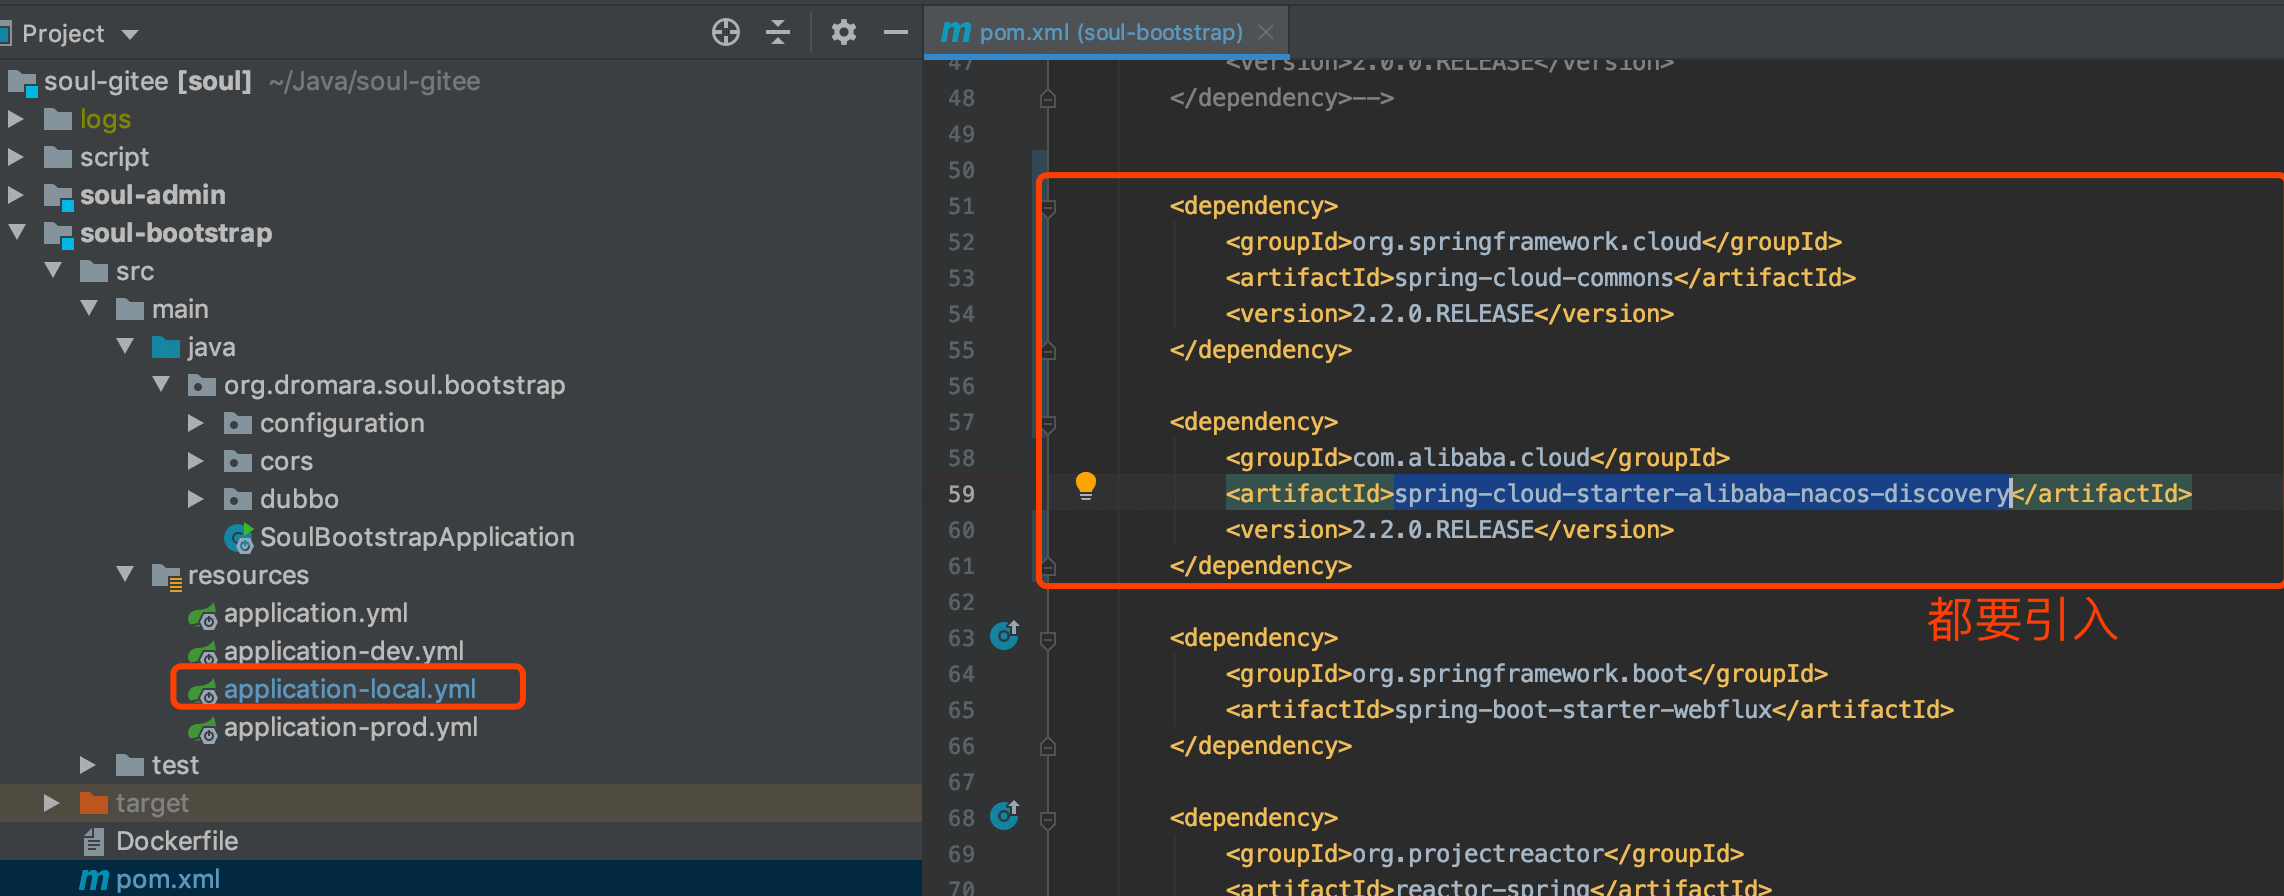 Project
soul-gitee [soul] ~/Java/soul-gitee
logs
script
soul-admin
soul-bootstrap
src
main
java
org.dromara.soul.bootstrap
configuration
cors
dubbo
SoulBootstrapApplication
resources
application.yml
application-dev.yml
application-local.yml
application-prod.yml
test
target
Dockerfile
pom.xml
pom.xml (soul-bootstrap)
47 <version>2.0.0.RELEASE</version>
48 </dependency>-->
49
50
51 <dependency>
52 <groupId>org.springframework.cloud</groupId>
53 <artifactId>spring-cloud-commons</artifactId>
54 <version>2.2.0.RELEASE</version>
55 </dependency>
56
57 <dependency>
58 <groupId>com.alibaba.cloud</groupId>
59 <artifactId>spring-cloud-starter-alibaba-nacos-discovery</artifactId>
60 <version>2.2.0.RELEASE</version>
61 </dependency>
62
都要引入
63 <dependency>
64 <groupId>org.springframework.boot</groupId>
65 <artifactId>spring-boot-starter-webflux</artifactId>
66 </dependency>
67
68 <dependency>
69 <groupId>org.projectreactor</groupId>
70 <artifactId>reactor-spring</artifactId>